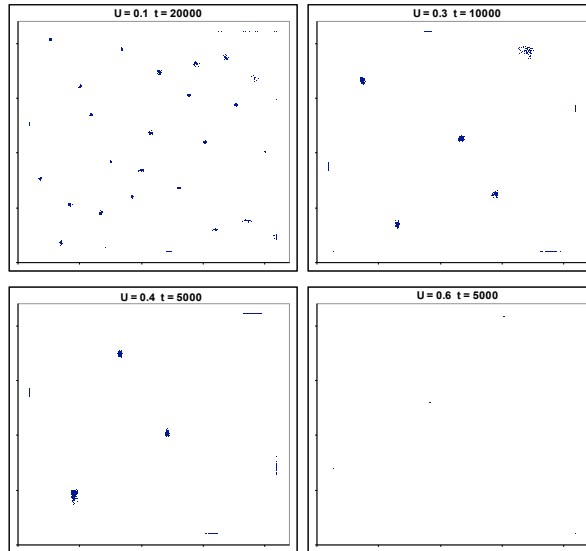 U = 0.1 t = 20000
U = 0.3 t = 10000
U = 0.4 t = 5000
U = 0.6 t = 5000